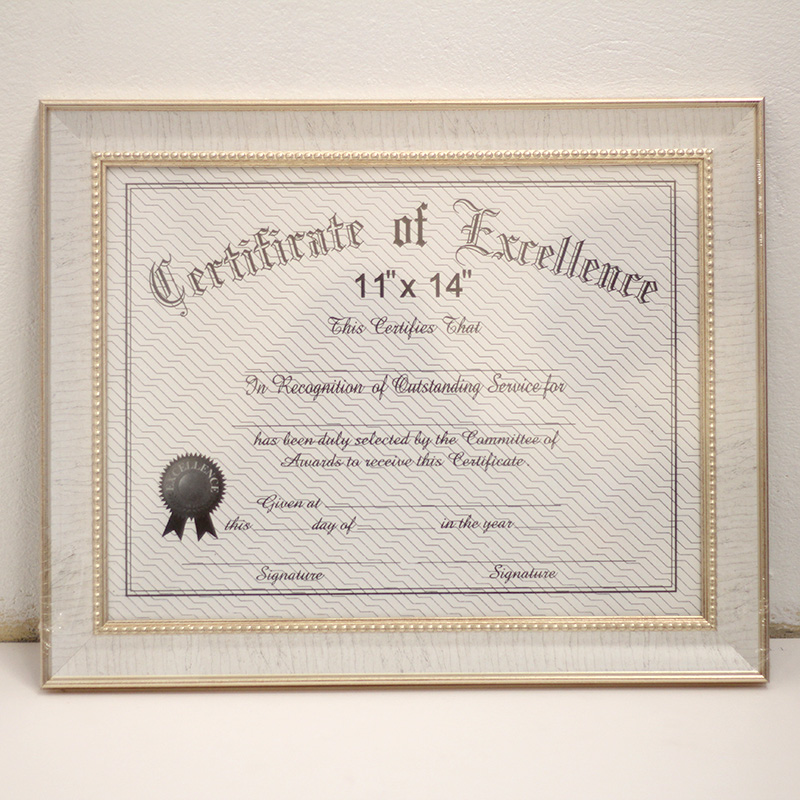 Certificate of Excellence
11"x 14"
This Certifies That
In Recognition of Outstanding Service for
has been duly selected by the Committee of
Awards to receive this Certificate.
EXCELLENCE
Given at
this day of in the year
Signature Signature